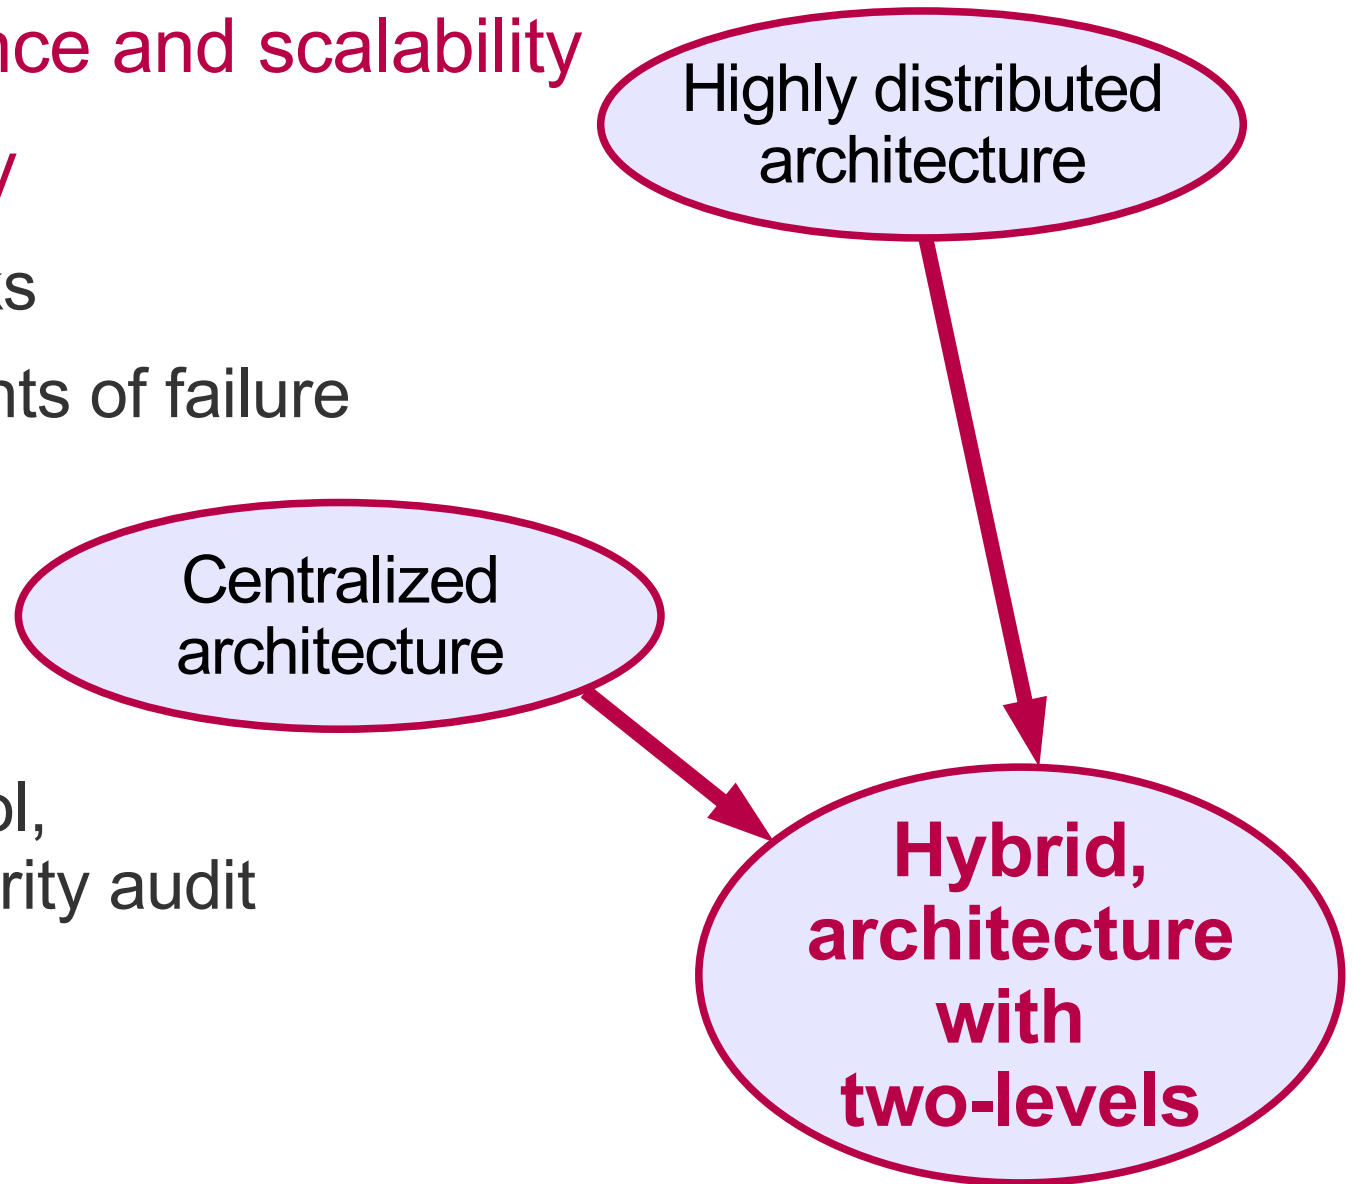 nce and scalability
Highly distributed
architecture
y
ks
nts of failure
Centralized
architecture
ol,
rity audit
Hybrid,
architecture
with
two-levels